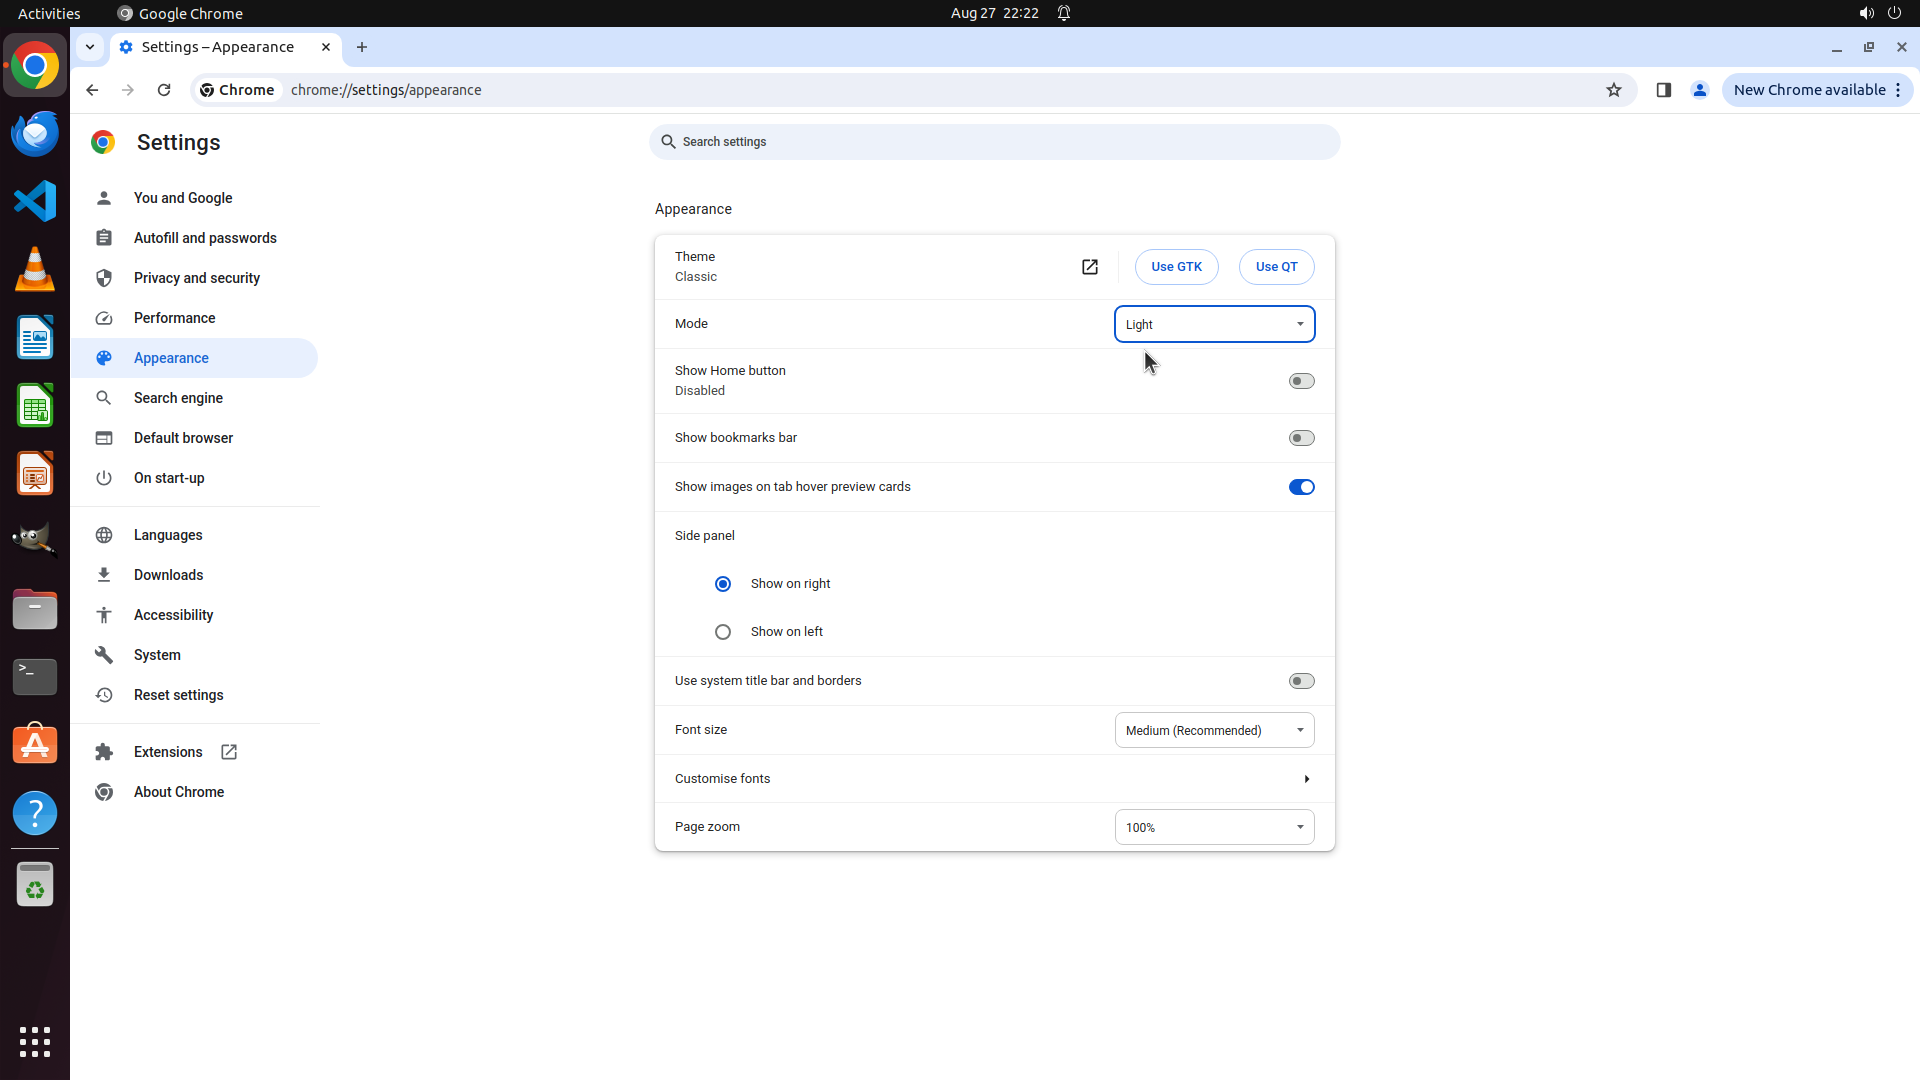 Activities
Google Chrome
Aug 27 22:22
Settings – Appearance
Chrome
chrome://settings/appearance
New Chrome available
Settings
Search settings
You and Google
Autofill and passwords
Privacy and security
Performance
Appearance
Search engine
Default browser
On start-up
Languages
Downloads
Accessibility
System
Reset settings
Extensions
About Chrome
Appearance
Theme
Classic
Use GTK
Use QT
Mode
Light
Show Home button
Disabled
Show bookmarks bar
Show images on tab hover preview cards
Side panel
Show on right
Show on left
Use system title bar and borders
Font size
Medium (Recommended)
Customise fonts
Page zoom
100%